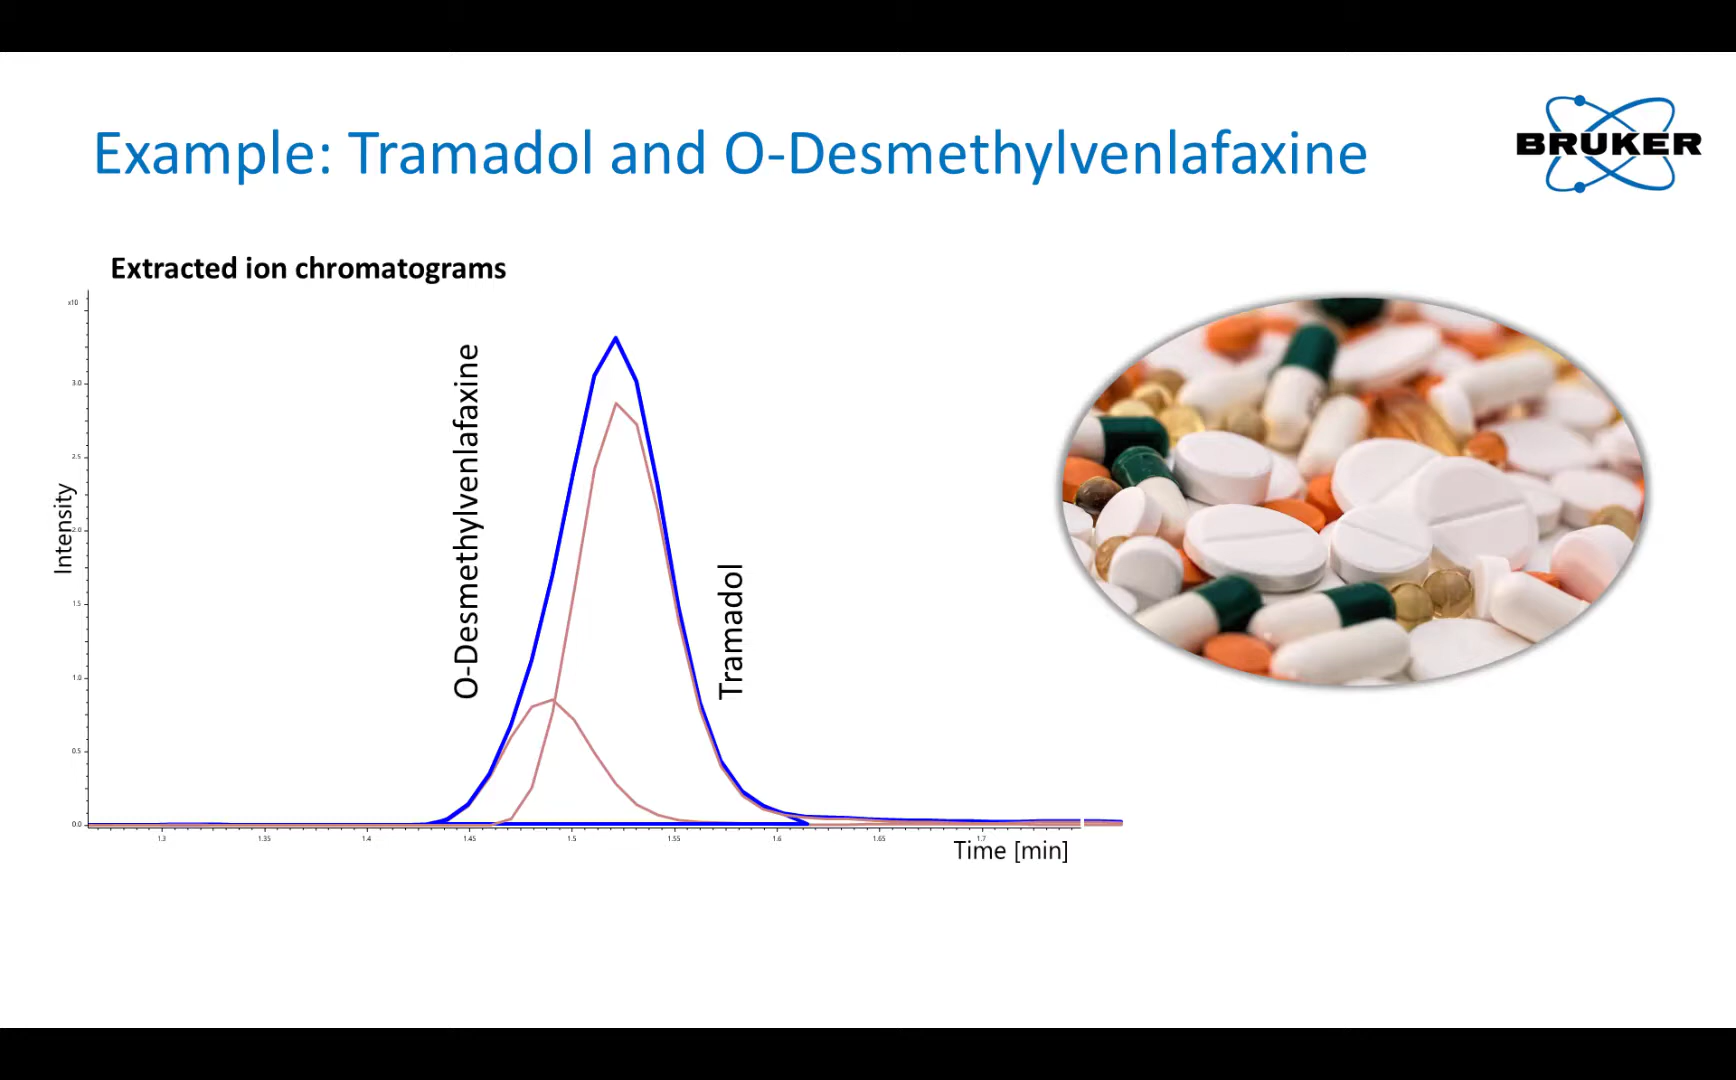 Example: Tramadol and O-Desmethylvenlafaxine
BRUKER
Extracted ion chromatograms
x10
3.0
2.5
2.0
1.5
1.0
0.5
0.0
Intensity
O-Desmethylvenlafaxine
Tramadol
1.3
1.35
1.4
1.45
1.5
1.55
1.6
1.65
1.7
Time [min]